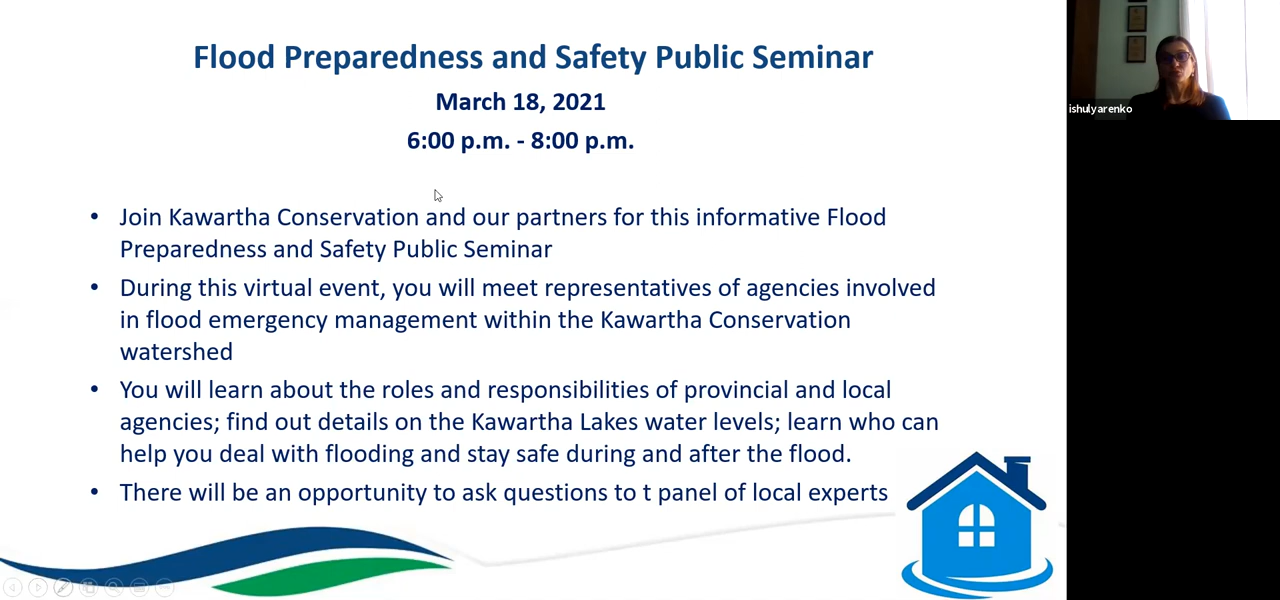 Flood Preparedness and Safety Public Seminar
March 18, 2021
6:00 p.m. - 8:00 p.m.
ishulyarenko
• Join Kawartha Conservation and our partners for this informative Flood
Preparedness and Safety Public Seminar
• During this virtual event, you will meet representatives of agencies involved
in flood emergency management within the Kawartha Conservation
watershed
• You will learn about the roles and responsibilities of provincial and local
agencies; find out details on the Kawartha Lakes water levels; learn who can
help you deal with flooding and stay safe during and after the flood.
• There will be an opportunity to ask questions to t panel of local experts